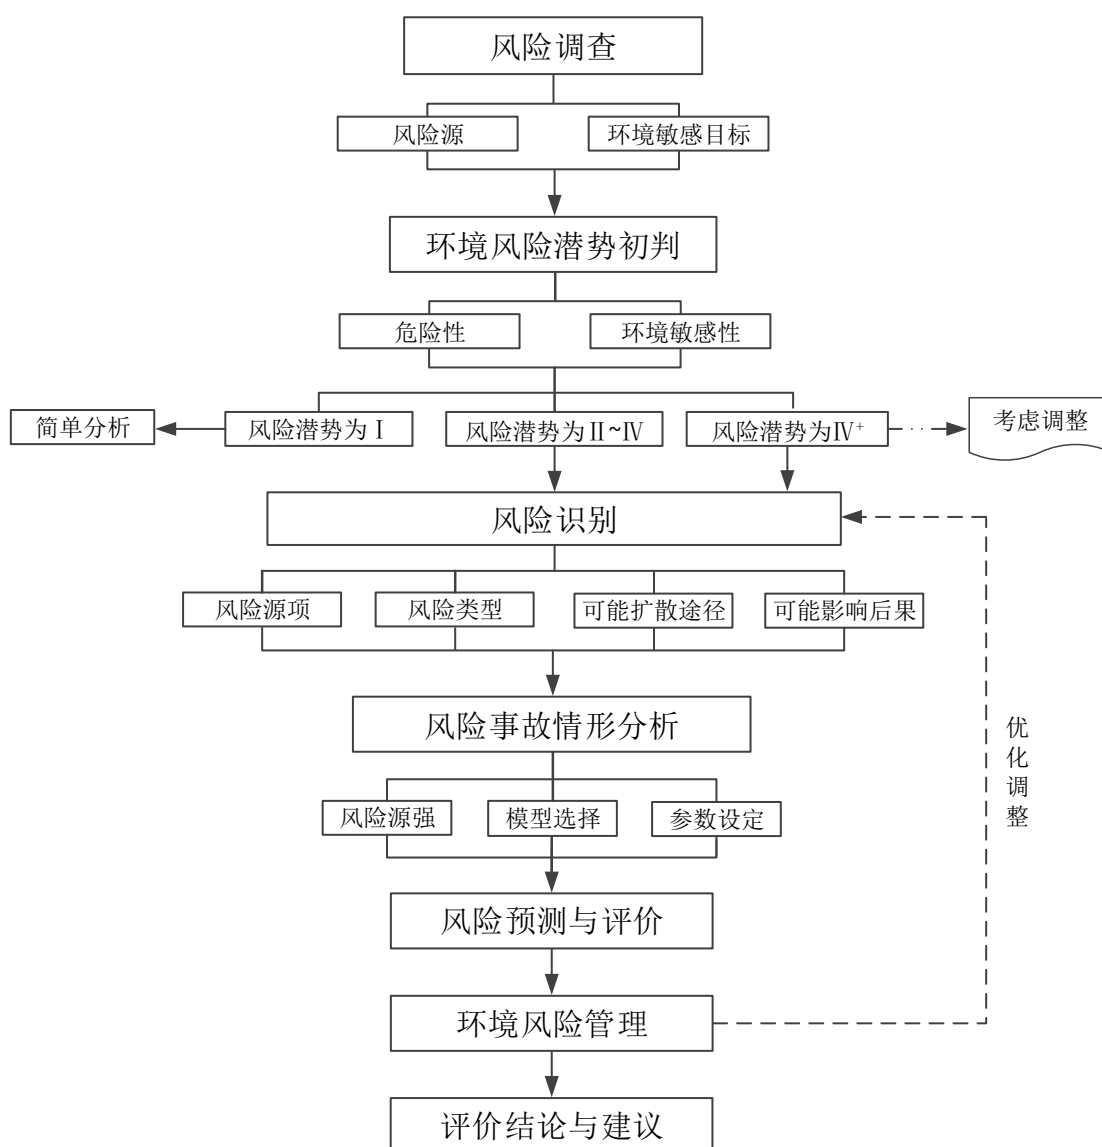 风险调查
风险源
环境敏感目标
环境风险潜势初判
危险性
环境敏感性
简单分析
风险潜势为Ⅰ
风险潜势为Ⅱ~Ⅳ
风险潜势为Ⅳ⁺
考虑调整
风险识别
风险源项
风险类型
可能扩散途径
可能影响后果
风险事故情形分析
优化调整
风险源强
模型选择
参数设定
风险预测与评价
环境风险管理
评价结论与建议